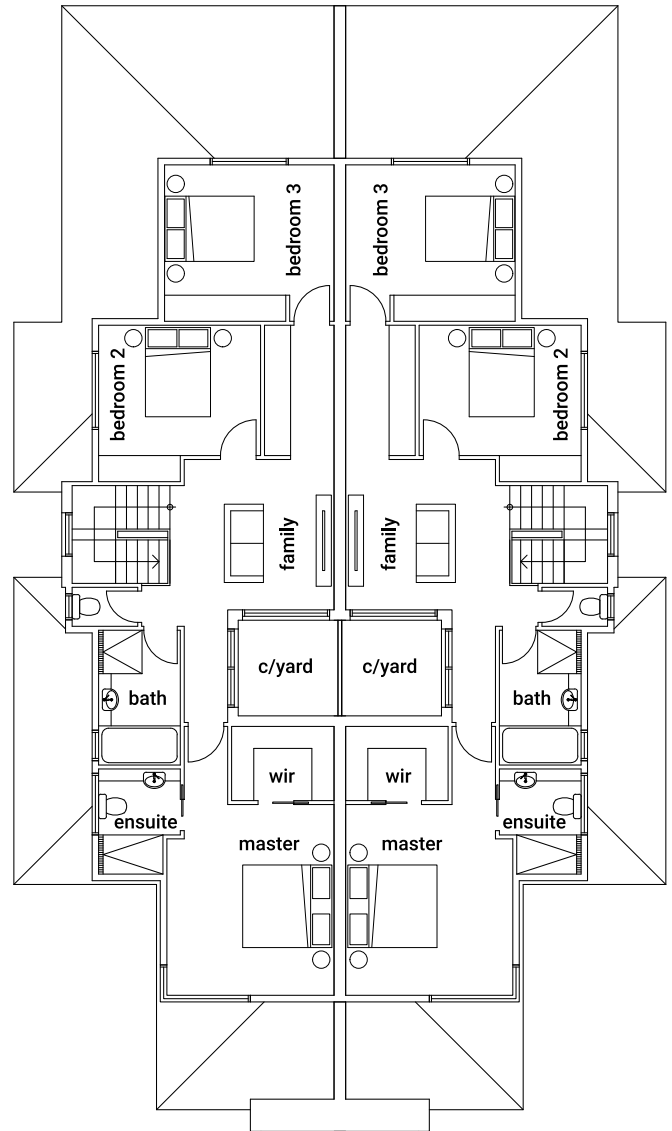 bedroom 3
bedroom 3
bedroom 2
bedroom 2
family
family
c/yard
c/yard
bath
bath
wir
wir
ensuite
ensuite
master
master